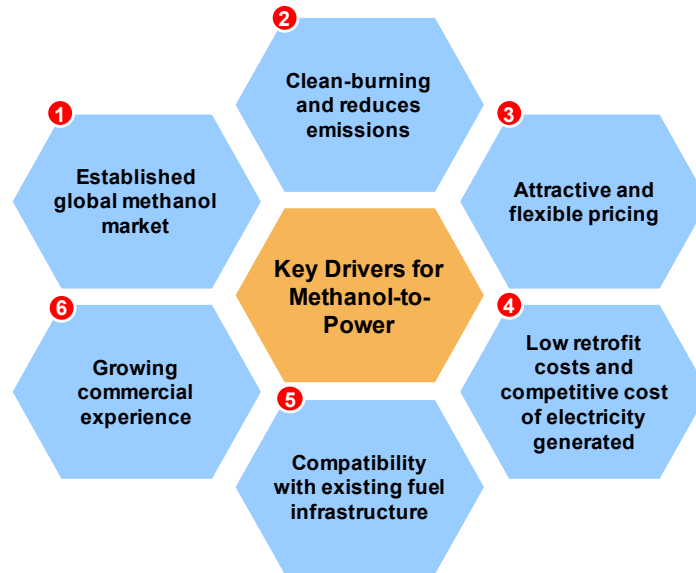 1
Established
global methanol
market
2
Clean-burning
and reduces
emissions
3
Attractive and
flexible pricing
Key Drivers for
Methanol-to-
Power
4
Low retrofit
costs and
competitive cost
of electricity
generated
5
Compatibility
with existing fuel
infrastructure
6
Growing
commercial
experience